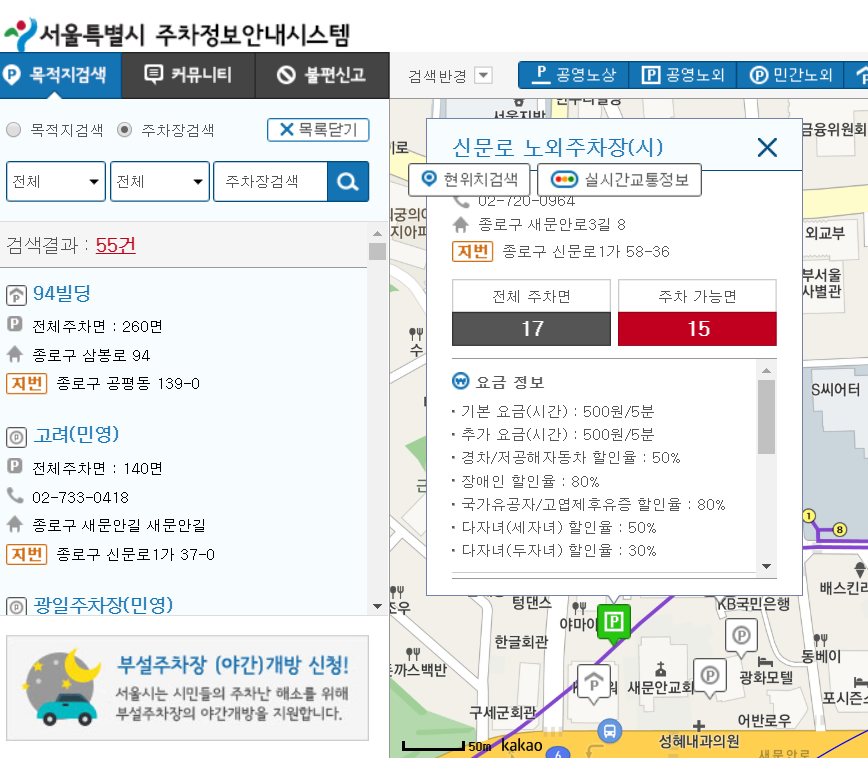 서울특별시 주차정보안내시스템
목적지검색 커뮤니티 불편신고
검색반경 P 공영노상 P 공영노외 P 민간노외
목적지검색 주차장검색 목록닫기
전체 전체 주차장검색
검색결과 : 55건
94빌딩
전체주차면 : 260면
종로구 삼봉로 94
지번 종로구 공평동 139-0
고려(민영)
전체주차면 : 140면
02-733-0418
종로구 새문안길 새문안길
지번 종로구 신문로1가 37-0
광일주차장(민영)
부설주차장 (야간)개방 신청!
서울시는 시민들의 주차난 해소를 위해
부설주차장의 야간개방을 지원합니다.
신문로 노외주차장(시)
현위치검색 실시간교통정보
02-720-0964
종로구 새문안로3길 8
지번 종로구 신문로1가 58-36
전체 주차면 주차 가능면
17 15
요금 정보
· 기본 요금(시간) : 500원/5분
· 추가 요금(시간) : 500원/5분
· 경차/저공해자동차 할인율 : 50%
· 장애인 할인율 : 80%
· 국가유공자/고엽제후유증 할인율 : 80%
· 다자녀(세자녀) 할인율 : 50%
· 다자녀(두자녀) 할인율 : 30%
금융위원회
외교부
부서울
사별관
S씨어터
1
8
배스킨라
텅댄스
KB국민은행
P
야마이
한글회관
P
동베이
돈까스백반
P
새문안교회
P
광화모텔
포시즌스
구세군회관
어반로우
성혜내과의원
50m kakao
6
새문안로